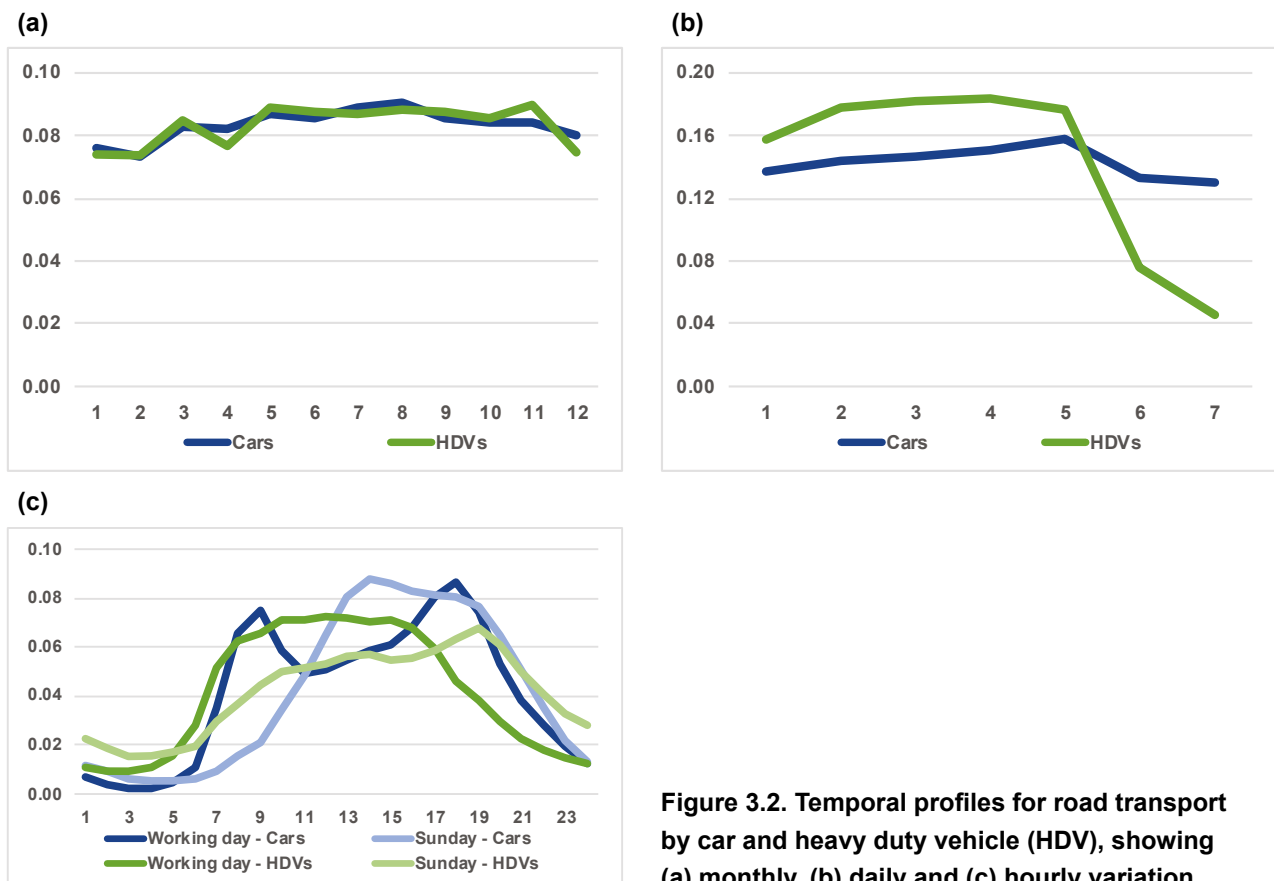 (a)
0.10
0.08
0.06
0.04
0.02
0.00
1 2 3 4 5 6 7 8 9 10 11 12
Cars HDVs
(b)
0.20
0.16
0.12
0.08
0.04
0.00
1 2 3 4 5 6 7
Cars HDVs
(c)
0.10
0.08
0.06
0.04
0.02
0.00
1 3 5 7 9 11 13 15 17 19 21 23
Working day - Cars Sunday - Cars
Working day - HDVs Sunday - HDVs
Figure 3.2. Temporal profiles for road transport
by car and heavy duty vehicle (HDV), showing
(a) monthly, (b) daily and (c) hourly variation